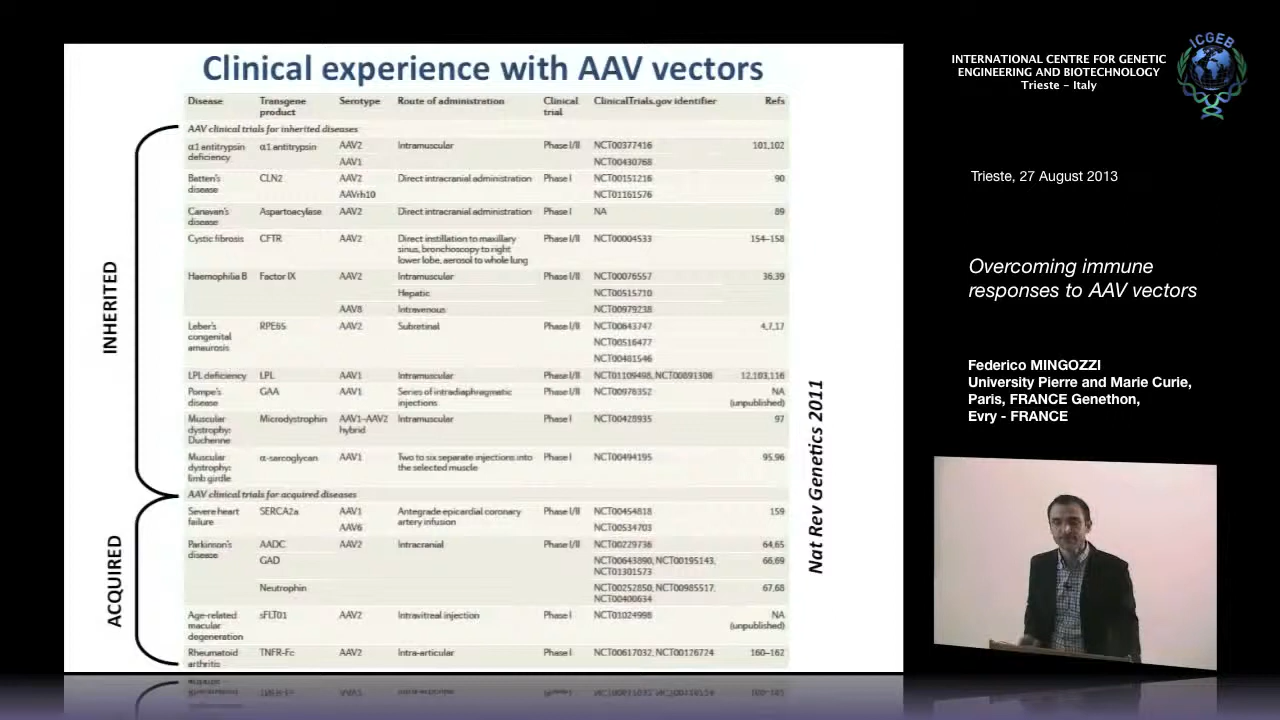 Clinical experience with AAV vectors
Disease Transgene product Serotype Route of administration Clinical trial ClinicalTrials.gov identifier Refs
AAV clinical trials for inherited diseases
α1 antitrypsin deficiency α1 antitrypsin AAV2 Intramuscular Phase I/II NCT00377416 101,102
AAV1 NCT00430768
Batten's disease CLN2 AAV2 Direct intracranial administration Phase I NCT00151216 90
AAVrh10 NCT01161576
Canavan's disease Aspartoacylase AAV2 Direct intracranial administration Phase I NA 89
Cystic fibrosis CFTR AAV2 Direct instillation to maxillary sinus, bronchoscopy to right lower lobe, aerosol to whole lung Phase I/II NCT00004533 154–158
Haemophilia B Factor IX AAV2 Intramuscular Phase I/II NCT00076557 36,39
Hepatic NCT00515710
AAV8 Intravenous NCT00979238
Leber's congenital amaurosis RPE65 AAV2 Subretinal Phase I/II NCT00643747 4,7,17
NCT00516477
NCT00481546
LPL deficiency LPL AAV1 Intramuscular Phase I/II NCT01109498, NCT00891306 12,103,116
Pompe's disease GAA AAV1 Series of intradiaphragmatic injections Phase I/II NCT00976352 NA (unpublished)
Muscular dystrophy: Duchenne Microdystrophin AAV1–AAV2 hybrid Intramuscular Phase I NCT00428935 97
Muscular dystrophy: limb girdle α-sarcoglycan AAV1 Two to six separate injections into the selected muscle Phase I NCT00494195 95,96
AAV clinical trials for acquired diseases
Severe heart failure SERCA2a AAV1 Antegrade epicardial coronary artery infusion Phase I/II NCT00454818 159
AAV6 NCT00534703
Parkinson's disease AADC AAV2 Intracranial Phase I/II NCT00229736 64,65
GAD NCT00643890, NCT00195143, NCT01301573 66,69
Neutrophin NCT00252850, NCT00985517, NCT00400634 67,68
Age-related macular degeneration sFLT01 AAV2 Intravitreal injection Phase I NCT01024998 NA (unpublished)
Rheumatoid arthritis TNFR-Fc AAV2 Intra-articular Phase I NCT00617032, NCT00126724 160–162
INHERITED
ACQUIRED
Nat Rev Genetics 2011
INTERNATIONAL CENTRE FOR GENETIC
ENGINEERING AND BIOTECHNOLOGY
Trieste – Italy
ICGEB
Trieste, 27 August 2013
Overcoming immune
responses to AAV vectors
Federico MINGOZZI
University Pierre and Marie Curie,
Paris, FRANCE Genethon,
Evry - FRANCE